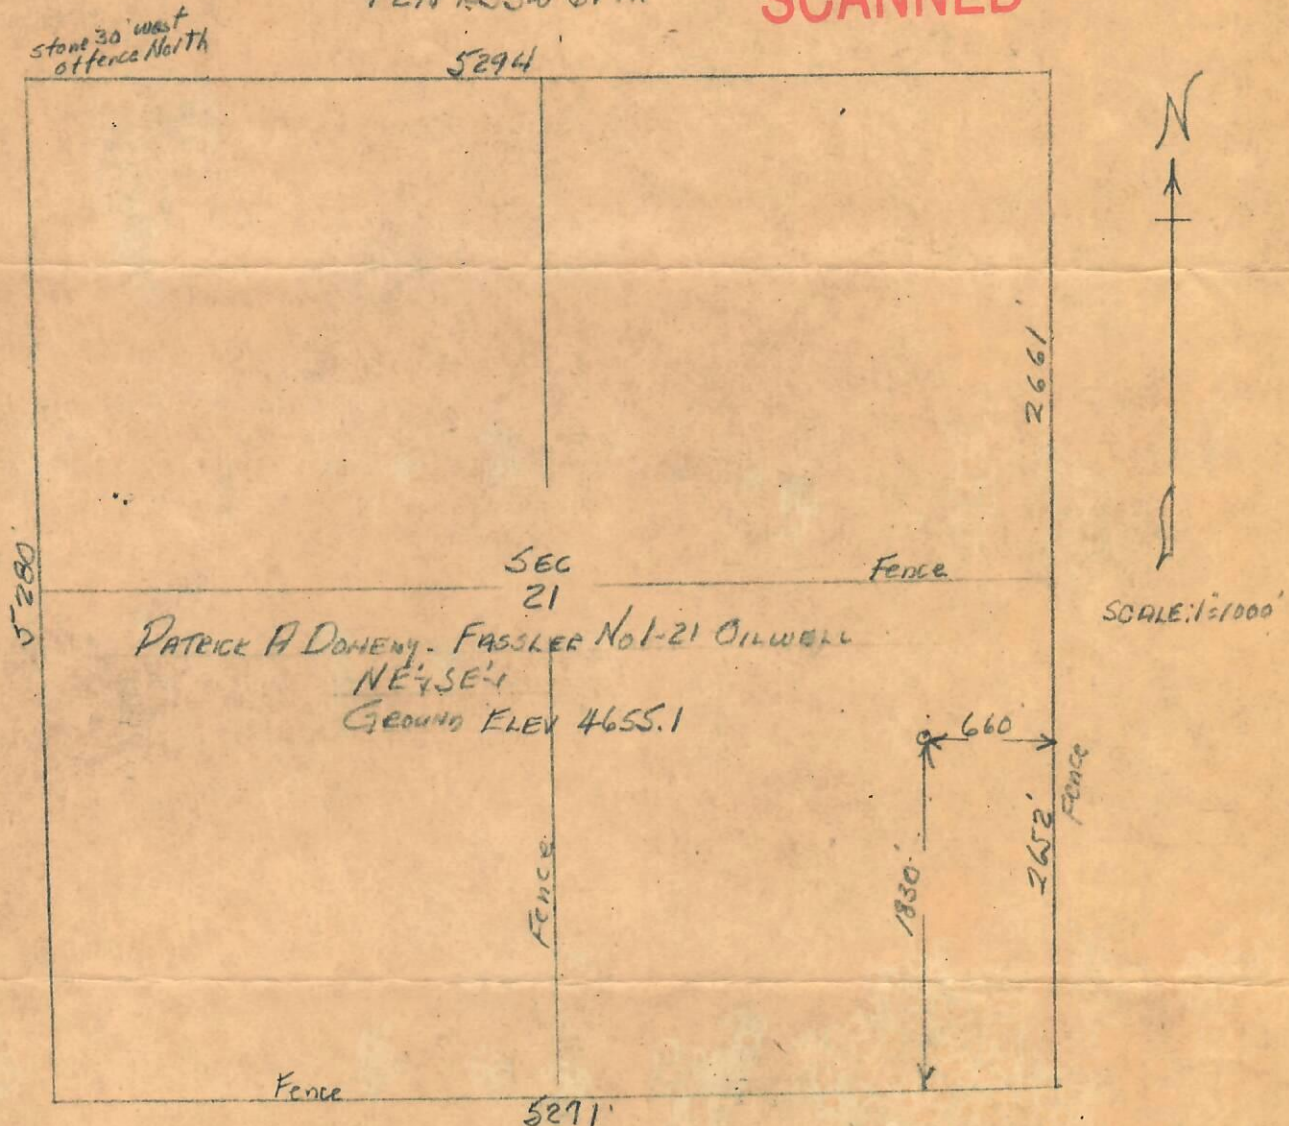 SCANNED
stone 30' west
of fence North
5294
N
2661'
5280'
SEC
21
Fence
SCALE: 1"=1000'
PATRICK A DOHENY - FASSLER No 1-21 OILWELL
NE¼SE¼
GROUND ELEV 4655.1
660'
Fence
2652'
1830'
Fence
Fence
5271'